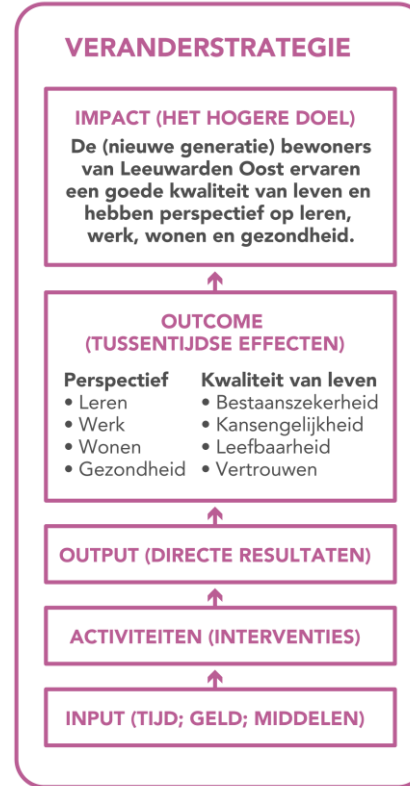 VERANDERSTRATEGIE
IMPACT (HET HOGERE DOEL)
De (nieuwe generatie) bewoners
van Leeuwarden Oost ervaren
een goede kwaliteit van leven en
hebben perspectief op leren,
werk, wonen en gezondheid.
OUTCOME
(TUSSENTIJDSE EFFECTEN)
Perspectief
• Leren
• Werk
• Wonen
• Gezondheid
Kwaliteit van leven
• Bestaanszekerheid
• Kansengelijkheid
• Leefbaarheid
• Vertrouwen
OUTPUT (DIRECTE RESULTATEN)
ACTIVITEITEN (INTERVENTIES)
INPUT (TIJD; GELD; MIDDELEN)